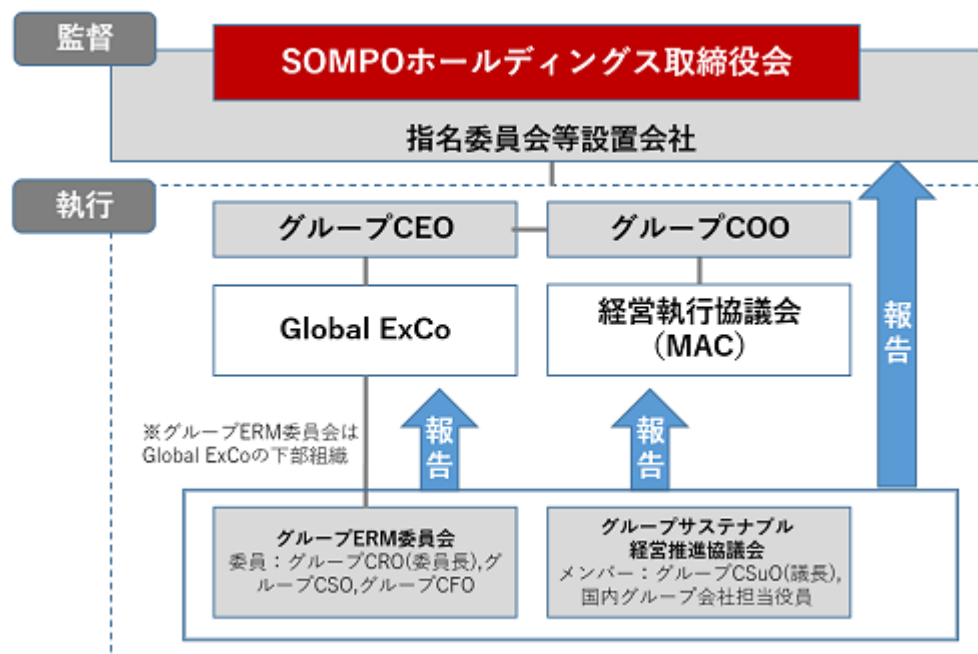 監督
SOMPOホールディングス取締役会
指名委員会等設置会社
執行
グループCEO
グループCOO
Global ExCo
経営執行協議会
（MAC）
報告
※グループERM委員会は
Global ExCoの下部組織
報告
報告
グループERM委員会
委員：グループCRO(委員長),グ
ループCSO,グループCFO
グループサステナブル
経営推進協議会
メンバー：グループCSuO(議長),
国内グループ会社担当役員